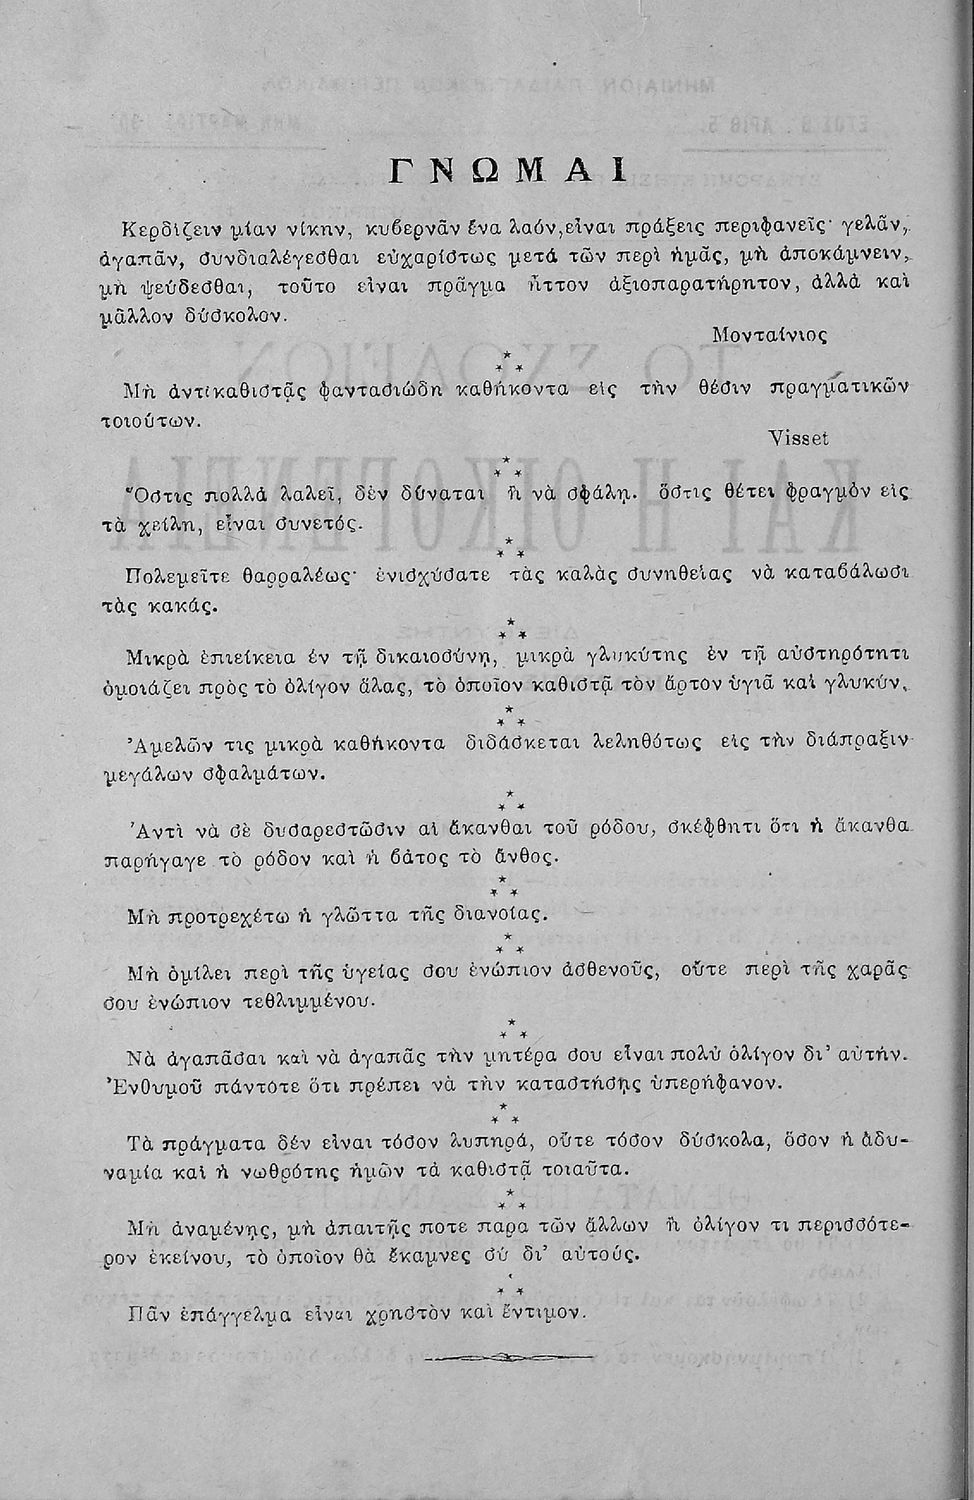 ΓΝΩΜΑΙ
Κερδίζειν μίαν νίκην, κυβερνᾶν ἕνα λαόν,εἶναι πράξεις περιφανεῖς· γελᾶν,
ἀγαπᾶν, συνδιαλέγεσθαι εὐχαρίστως μετά τῶν περὶ ἡμᾶς, μὴ ἀποκάμνειν,
μὴ ψεύδεσθαι, τοῦτο εἶναι πρᾶγμα ἧττον ἀξιοπαρατήρητον, ἀλλὰ καὶ
μᾶλλον δύσκολον.
Μονταίνιος
Μὴ ἀντικαθιστᾷς φαντασιώδη καθήκοντα εἰς τὴν θέσιν πραγματικῶν
τοιούτων.
Visset
Ὅστις πολλὰ λαλεῖ, δὲν δύναται ἢ νὰ σφάλῃ. ὅστις θέτει φραγμὸν εἰς
τὰ χείλη, εἶναι συνετός.
Πολεμεῖτε θαρραλέως· ἐνισχύσατε τὰς καλὰς συνηθείας νὰ καταβάλωσι
τὰς κακάς.
Μικρὰ ἐπιείκεια ἐν τῇ δικαιοσύνῃ, μικρὰ γλυκύτης ἐν τῇ αὐστηρότητι
ὁμοιάζει πρὸς τὸ ὀλίγον ἅλας, τὸ ὁποῖον καθιστᾷ τὸν ἄρτον ὑγιᾶ καὶ γλυκύν.
Ἀμελῶν τις μικρὰ καθήκοντα διδάσκεται λεληθότως εἰς τὴν διάπραξιν
μεγάλων σφαλμάτων.
Ἀντὶ νὰ σὲ δυσαρεστῶσιν αἱ ἄκανθαι τοῦ ρόδου, σκέφθητι ὅτι ἡ ἄκανθα
παρήγαγε τὸ ρόδον καὶ ἡ βάτος τὸ ἄνθος.
Μὴ προτρεχέτω ἡ γλῶττα τῆς διανοίας.
Μὴ ὁμίλει περὶ τῆς ὑγείας σου ἐνώπιον ἀσθενοῦς, οὔτε περὶ τῆς χαρᾶς
σου ἐνώπιον τεθλιμμένου.
Νὰ ἀγαπᾶσαι καὶ νὰ ἀγαπᾷς τὴν μητέρα σου εἶναι πολὺ ὀλίγον δι' αὐτήν.
Ἐνθυμοῦ πάντοτε ὅτι πρέπει νὰ τὴν καταστήσῃς ὑπερήφανον.
Τὰ πράγματα δέν εἶναι τόσον λυπηρά, οὔτε τόσον δύσκολα, ὅσον ἡ ἀδυ-
ναμία καὶ ἡ νωθρότης ἡμῶν τὰ καθιστᾷ τοιαῦτα.
Μὴ ἀναμένῃς, μὴ ἀπαιτῇς ποτε παρα τῶν ἄλλων ἢ ὀλίγον τι περισσότε-
ρον ἐκείνου, τὸ ὁποῖον θὰ ἔκαμνες σὺ δι' αὐτούς.
Πᾶν ἐπάγγελμα εἶναι χρηστὸν καὶ ἔντιμον.